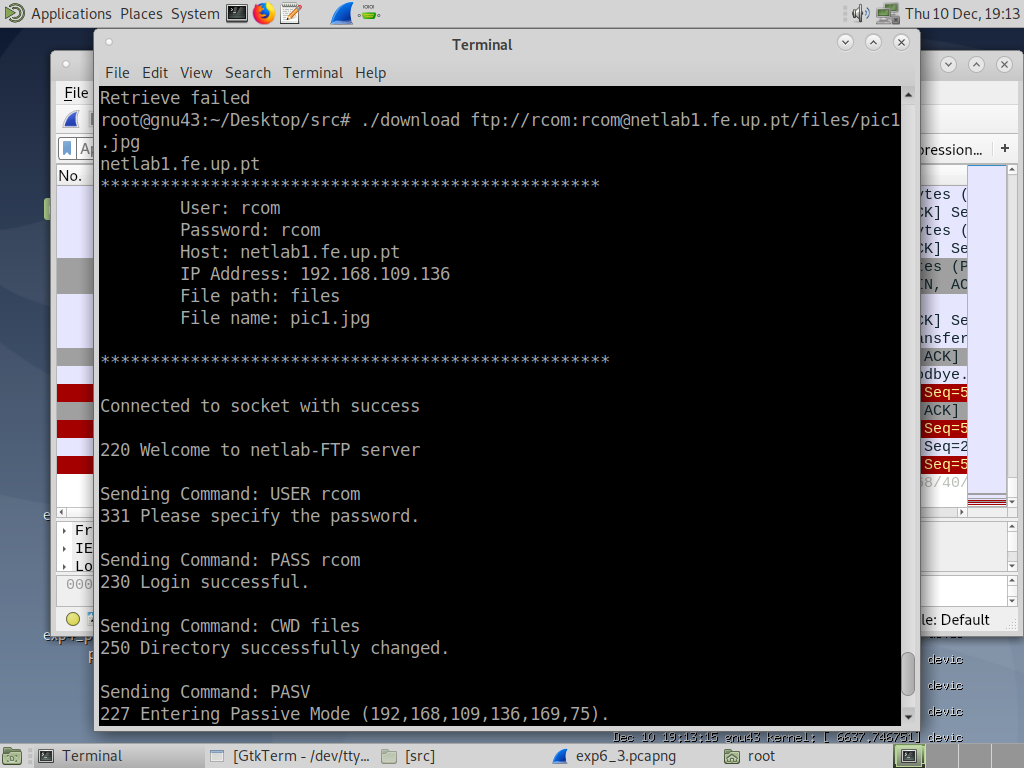 Applications Places System
Thu 10 Dec, 19:13
Terminal
File Edit View Search Terminal Help
Retrieve failed
root@gnu43:~/Desktop/src# ./download ftp://rcom:rcom@netlab1.fe.up.pt/files/pic1
.jpg
netlab1.fe.up.pt
**************************************************
User: rcom
Password: rcom
Host: netlab1.fe.up.pt
IP Address: 192.168.109.136
File path: files
File name: pic1.jpg
***************************************************
Connected to socket with success
220 Welcome to netlab-FTP server
Sending Command: USER rcom
331 Please specify the password.
Sending Command: PASS rcom
230 Login successful.
Sending Command: CWD files
250 Directory successfully changed.
Sending Command: PASV
227 Entering Passive Mode (192,168,109,136,169,75).
File
No.
Fr
IE
Lo
000
pression... +
ytes (
CK] Se
ytes (
CK] Se
tes (P
IN, AC
CK] Se
ansfer
ACK]
odbye.
Seq=5
ACK]
Seq=5
Seq=2
Seq=5
58/40/
le: Default
devic
devic
devic
Dec 10 19:13:15 gnu43 kernel: [ 6637,746751] devic
Terminal
[GtkTerm - /dev/tty...
[src]
exp6_3.pcapng
root